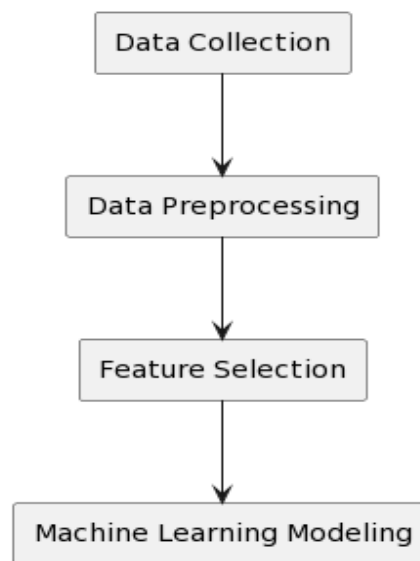 Data Collection
Data Preprocessing
Feature Selection
Machine Learning Modeling